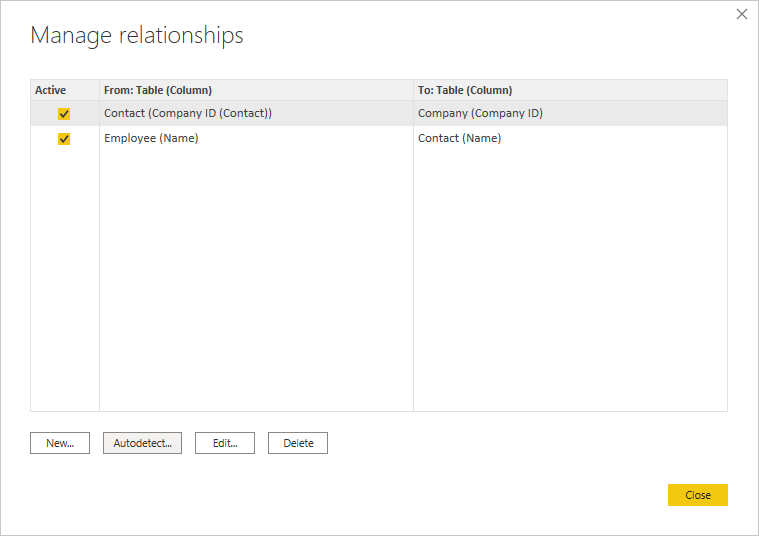 Manage relationships
Active From: Table (Column) To: Table (Column)
Contact (Company ID (Contact)) Company (Company ID)
Employee (Name) Contact (Name)
New... Autodetect... Edit... Delete
Close